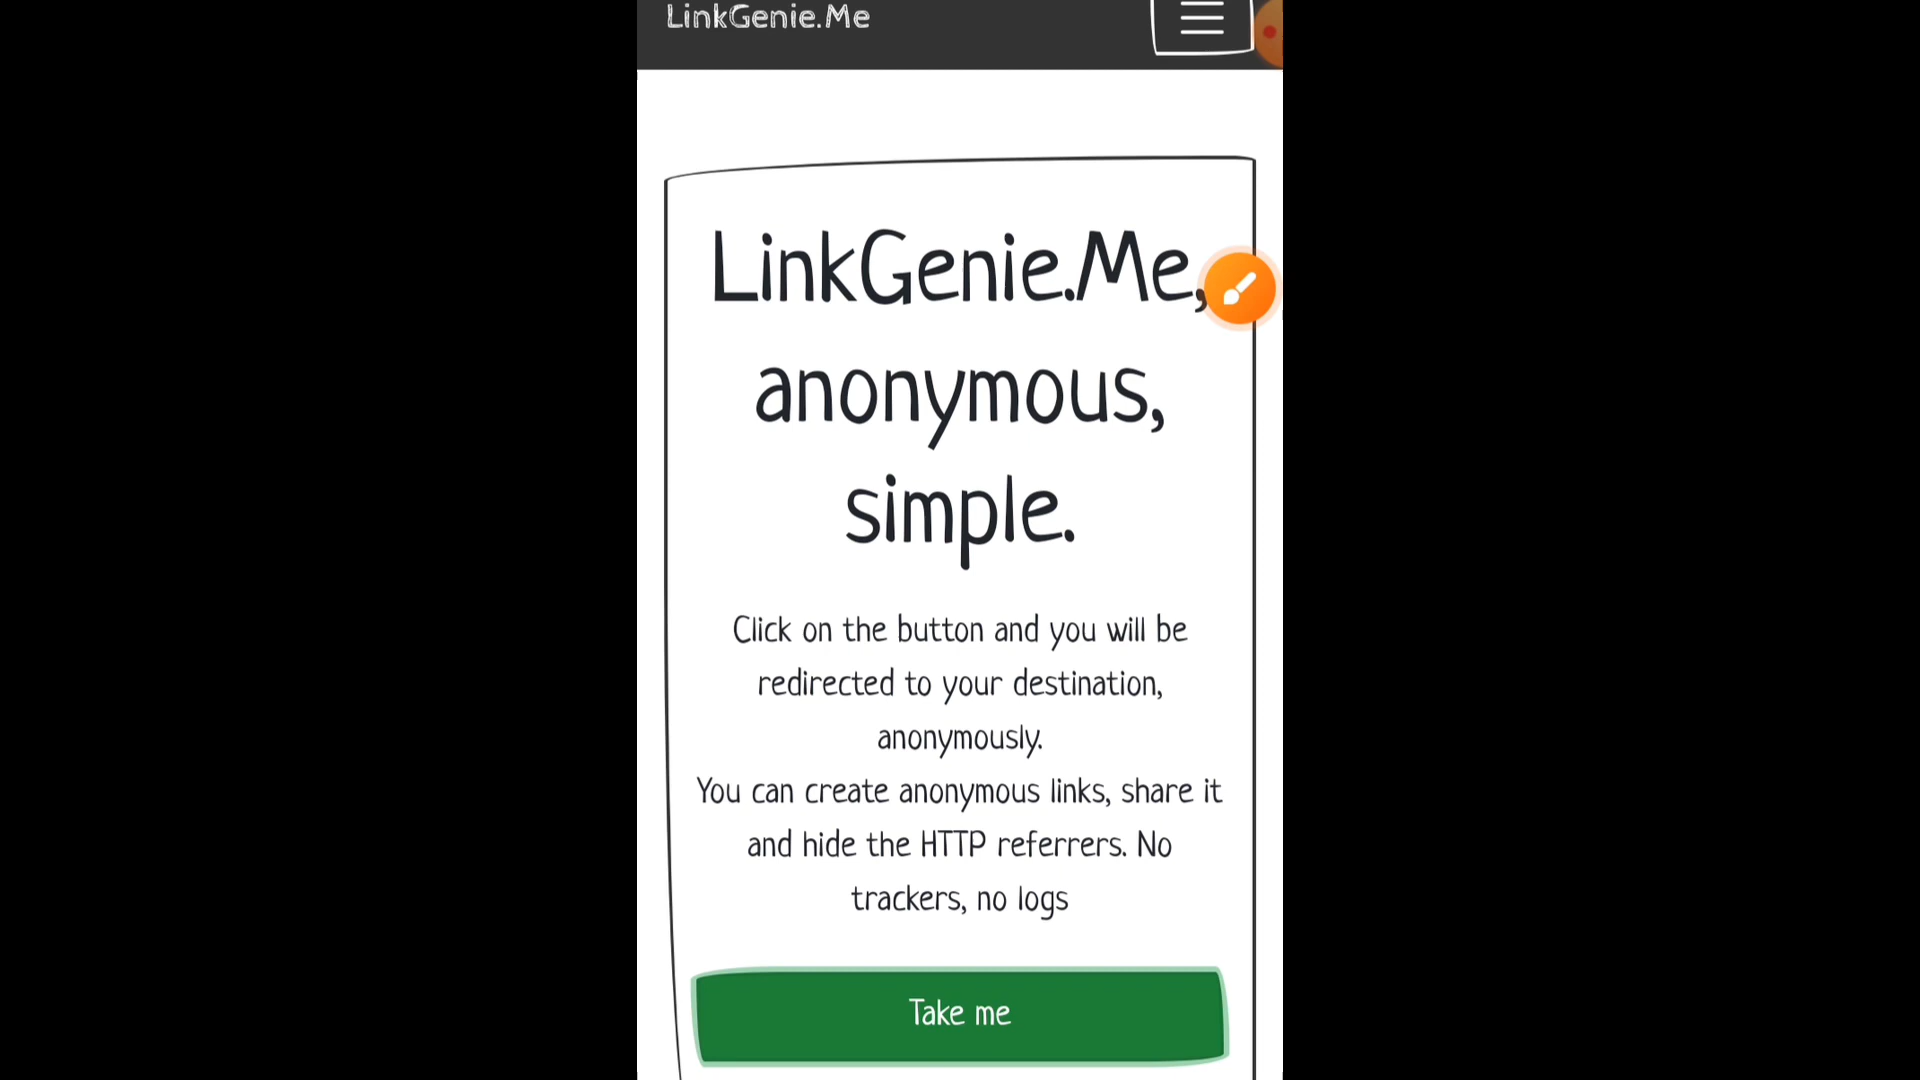 LinkGenie.Me
LinkGenie.Me,
anonymous,
simple.
Click on the button and you will be
redirected to your destination,
anonymously.
You can create anonymous links, share it
and hide the HTTP referrers. No
trackers, no logs
Take me